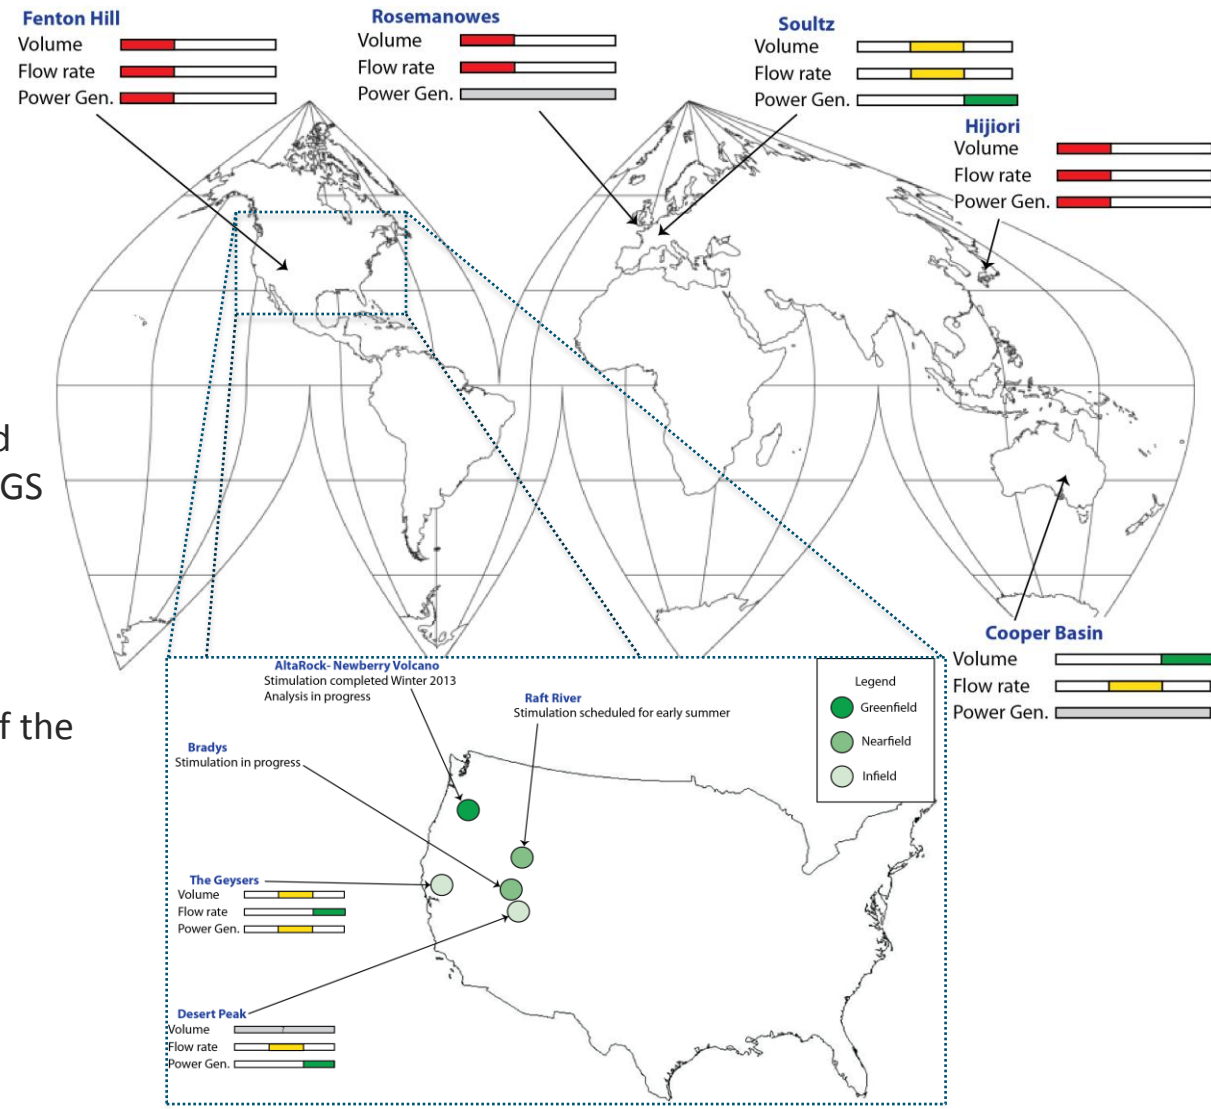 Fenton Hill
Volume
Flow rate
Power Gen.
Rosemanowes
Volume
Flow rate
Power Gen.
Soultz
Volume
Flow rate
Power Gen.
Hijiori
Volume
Flow rate
Power Gen.
d
GS
f the
Cooper Basin
Volume
Flow rate
Power Gen.
AltaRock- Newberry Volcano
Stimulation completed Winter 2013
Analysis in progress
Raft River
Stimulation scheduled for early summer
Bradys
Stimulation in progress
Legend
Greenfield
Nearfield
Infield
The Geysers
Volume
Flow rate
Power Gen.
Desert Peak
Volume
?
Flow rate
Power Gen.